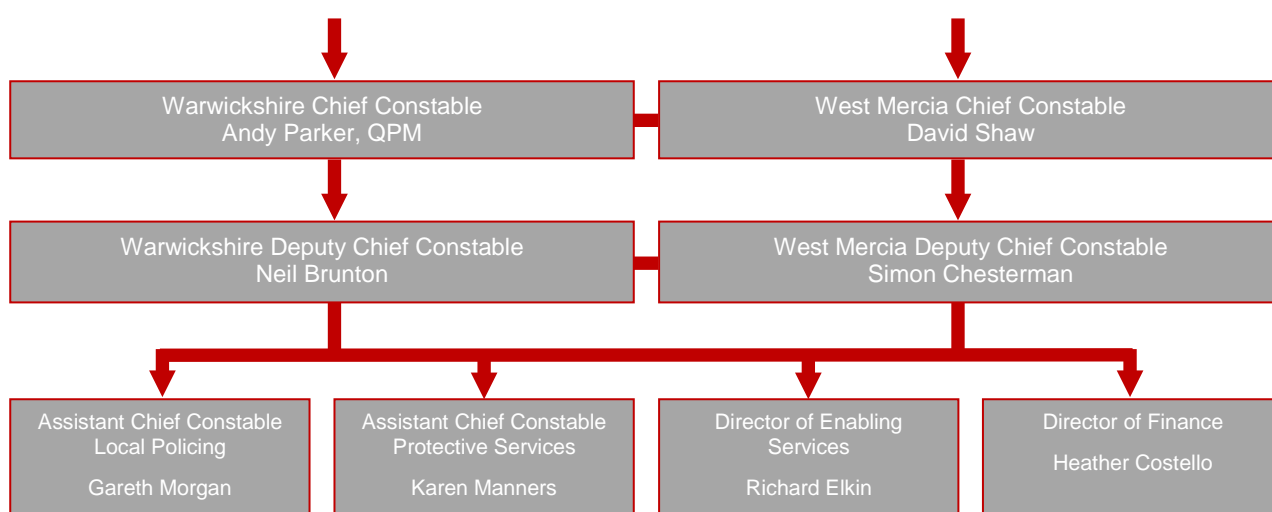 Warwickshire Chief Constable
Andy Parker, QPM
West Mercia Chief Constable
David Shaw
Warwickshire Deputy Chief Constable
Neil Brunton
West Mercia Deputy Chief Constable
Simon Chesterman
Assistant Chief Constable
Local Policing
Gareth Morgan
Assistant Chief Constable
Protective Services
Karen Manners
Director of Enabling
Services
Richard Elkin
Director of Finance
Heather Costello